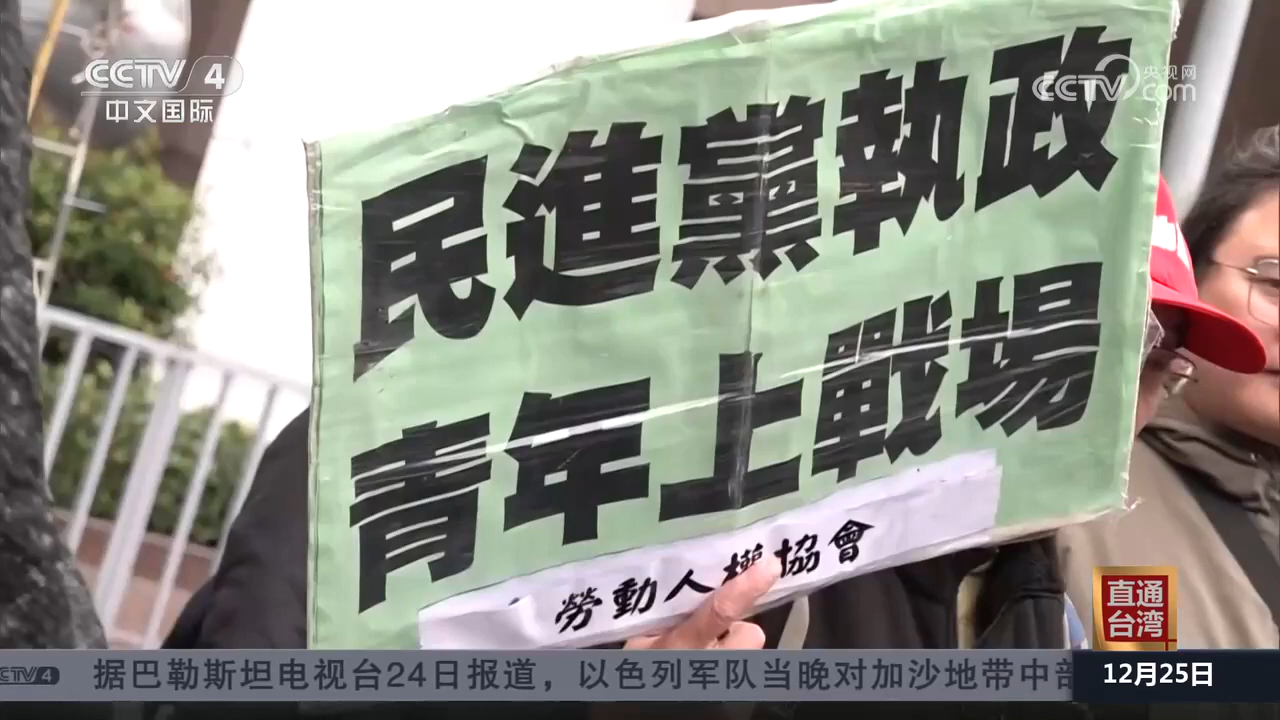 CCTV 4
中文国际
CCTV 央视网
com
民進黨執政
青年上戰場
勞動人權協會
直通
台湾
CCTV 4
据巴勒斯坦电视台24日报道，以色列军队当晚对加沙地带中部
12月25日